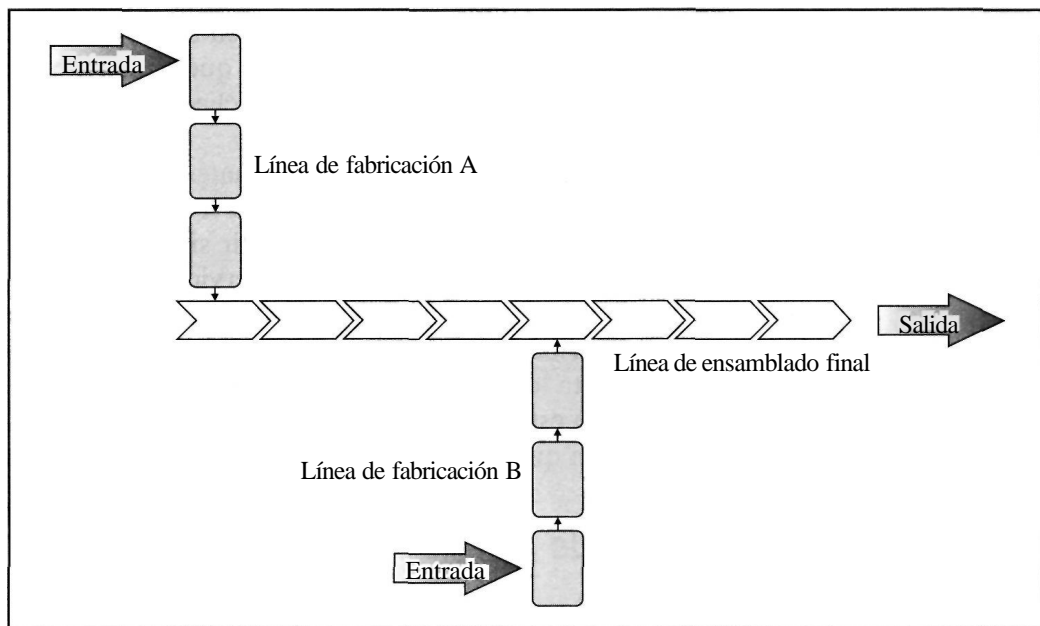 Entrada
Línea de fabricación A
Salida
Línea de ensamblado final
Línea de fabricación B
Entrada